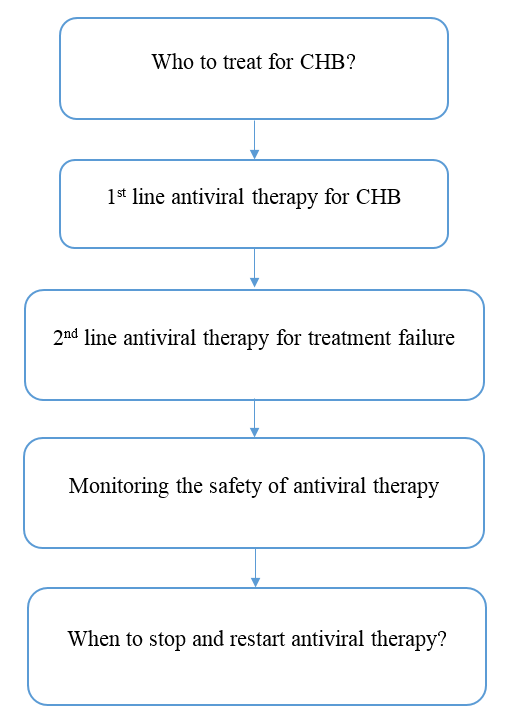 Who to treat for CHB?
1st line antiviral therapy for CHB
2nd line antiviral therapy for treatment failure
Monitoring the safety of antiviral therapy
When to stop and restart antiviral therapy?